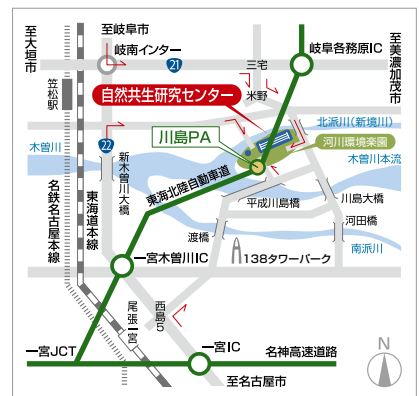 至岐阜市
岐南インター
21
三宅
岐阜各務原IC
至大垣市
至美濃加茂市
笠松駅
米野
自然共生研究センター
北派川(新境川)
川島PA
河川環境楽園
木曽川
22
木曽川本流
新木曽川大橋
東海北陸自動車道
名鉄名古屋本線
東海道本線
平成川島橋
川島大橋
渡橋
河田橋
南派川
138タワーパーク
一宮木曽川IC
尾張一宮
西島5
一宮JCT
一宮IC
名神高速道路
至名古屋市
N